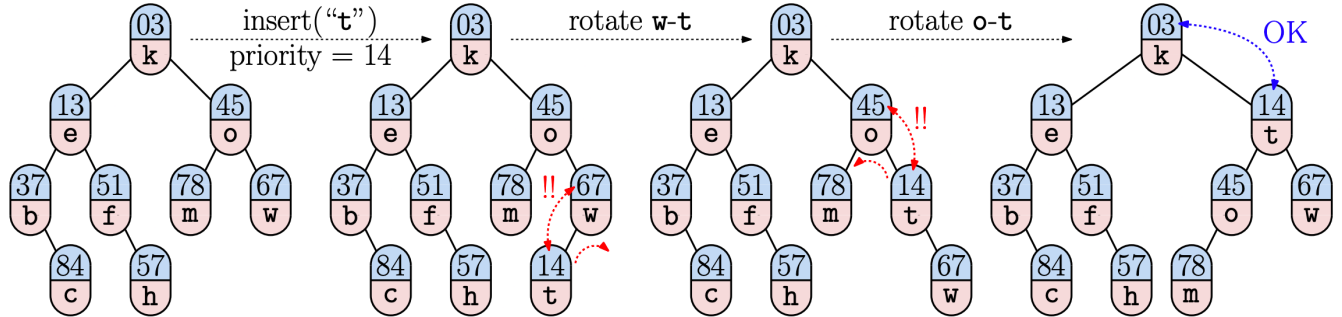 insert(“t”)
priority = 14
rotate w-t
rotate o-t
OK
03 03 03 03
k k k k
13 45 13 45 13 45 13 14
e o e o e o e t
!!
37 51 78 67 37 51 78 67 37 51 78 14 37 51 45 67
!!
b f m w b f m w b f m t b f o w
84 57 84 57 14 84 57 67 84 57 78
c h c h t c h w c h m